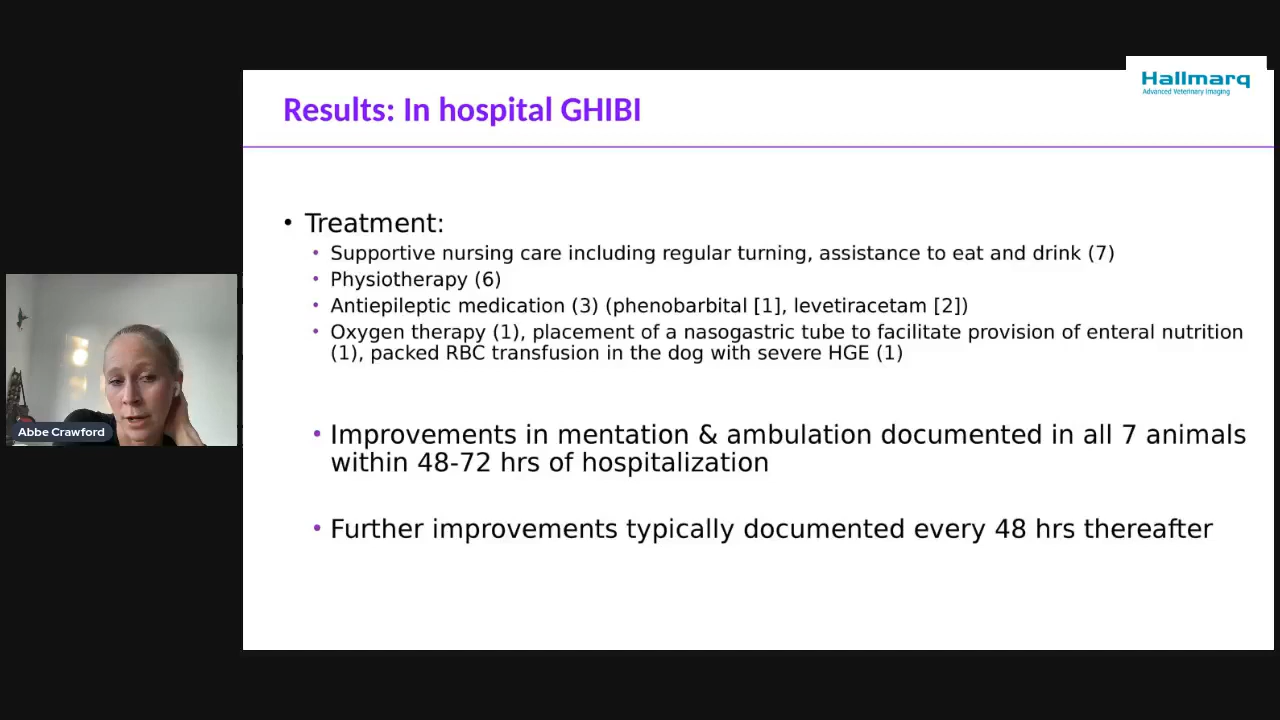 Hallmarq
Advanced Veterinary Imaging
Results: In hospital GHIBI
• Treatment:
• Supportive nursing care including regular turning, assistance to eat and drink (7)
• Physiotherapy (6)
• Antiepileptic medication (3) (phenobarbital [1], levetiracetam [2])
• Oxygen therapy (1), placement of a nasogastric tube to facilitate provision of enteral nutrition
(1), packed RBC transfusion in the dog with severe HGE (1)
• Improvements in mentation & ambulation documented in all 7 animals
within 48-72 hrs of hospitalization
• Further improvements typically documented every 48 hrs thereafter
Abbe Crawford